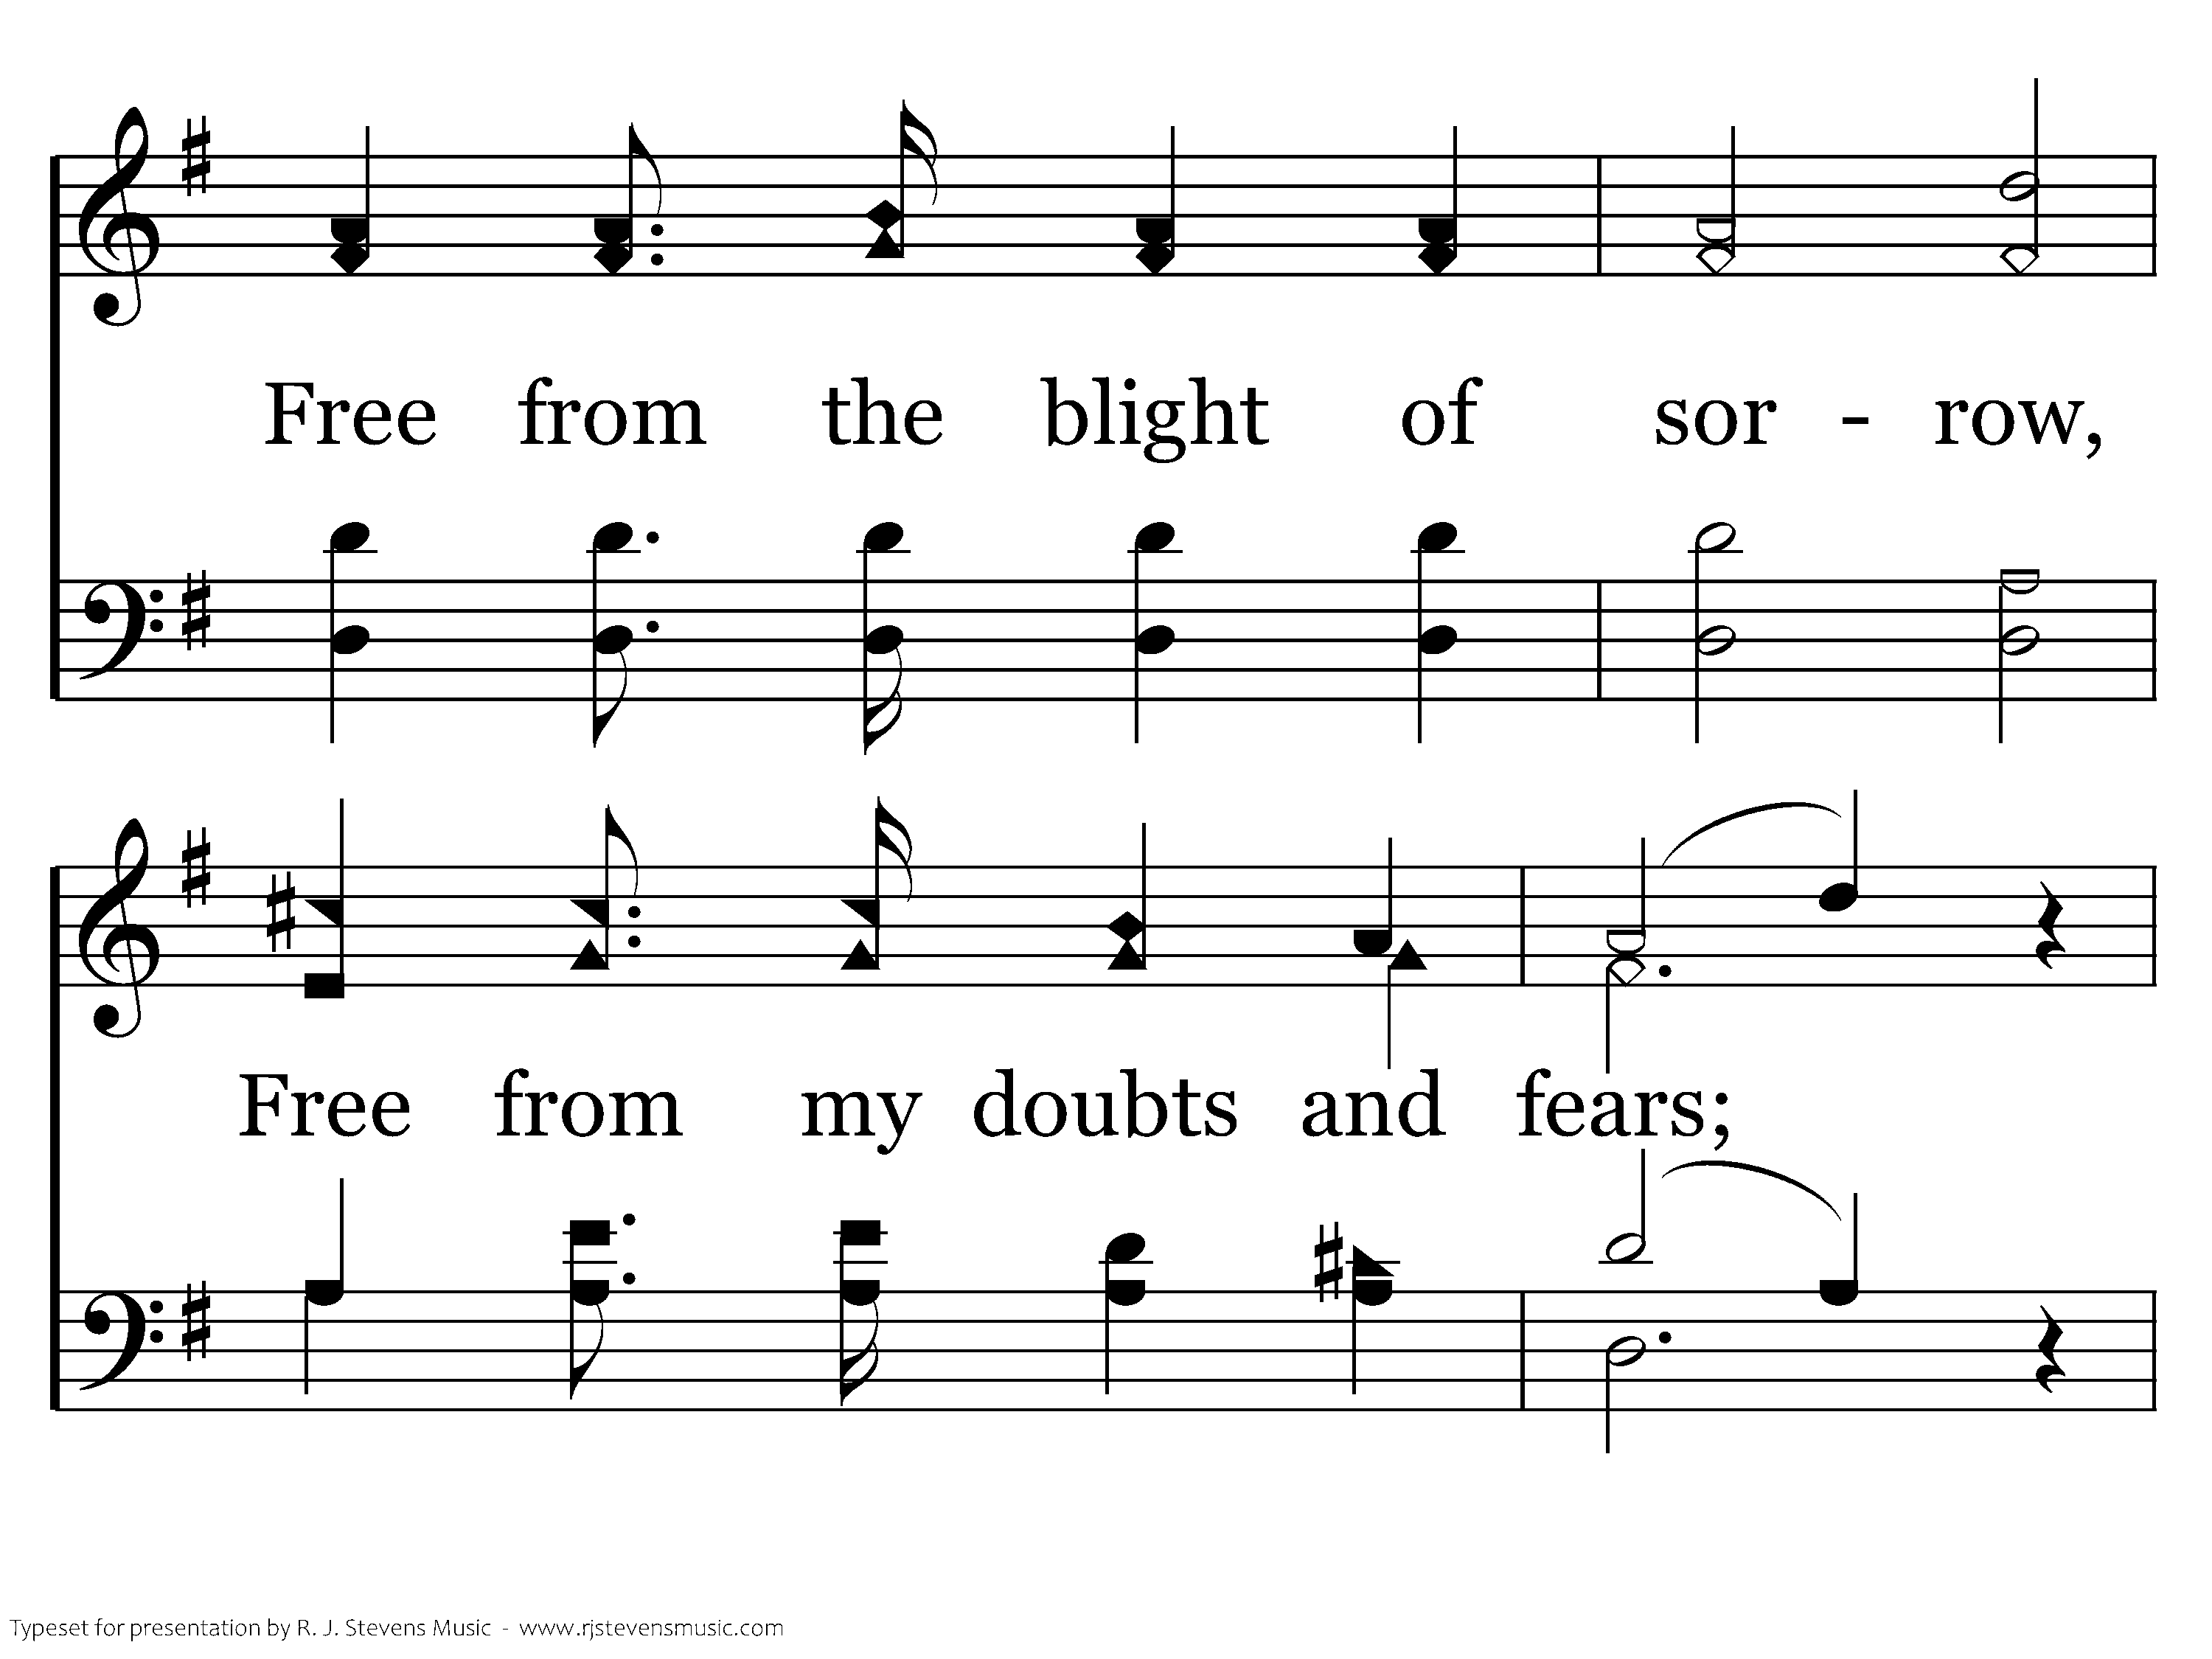 Free from the blight of sor - row,
Free from my doubts and fears;
Typeset for presentation by R. J. Stevens Music - www.rjstevensmusic.com